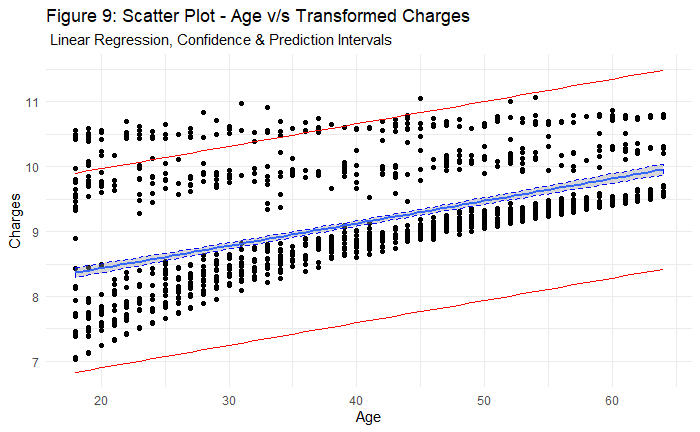 Figure 9: Scatter Plot - Age v/s Transformed Charges
Linear Regression, Confidence & Prediction Intervals
Charges
11
10
9
8
7
20 30 40 50 60
Age